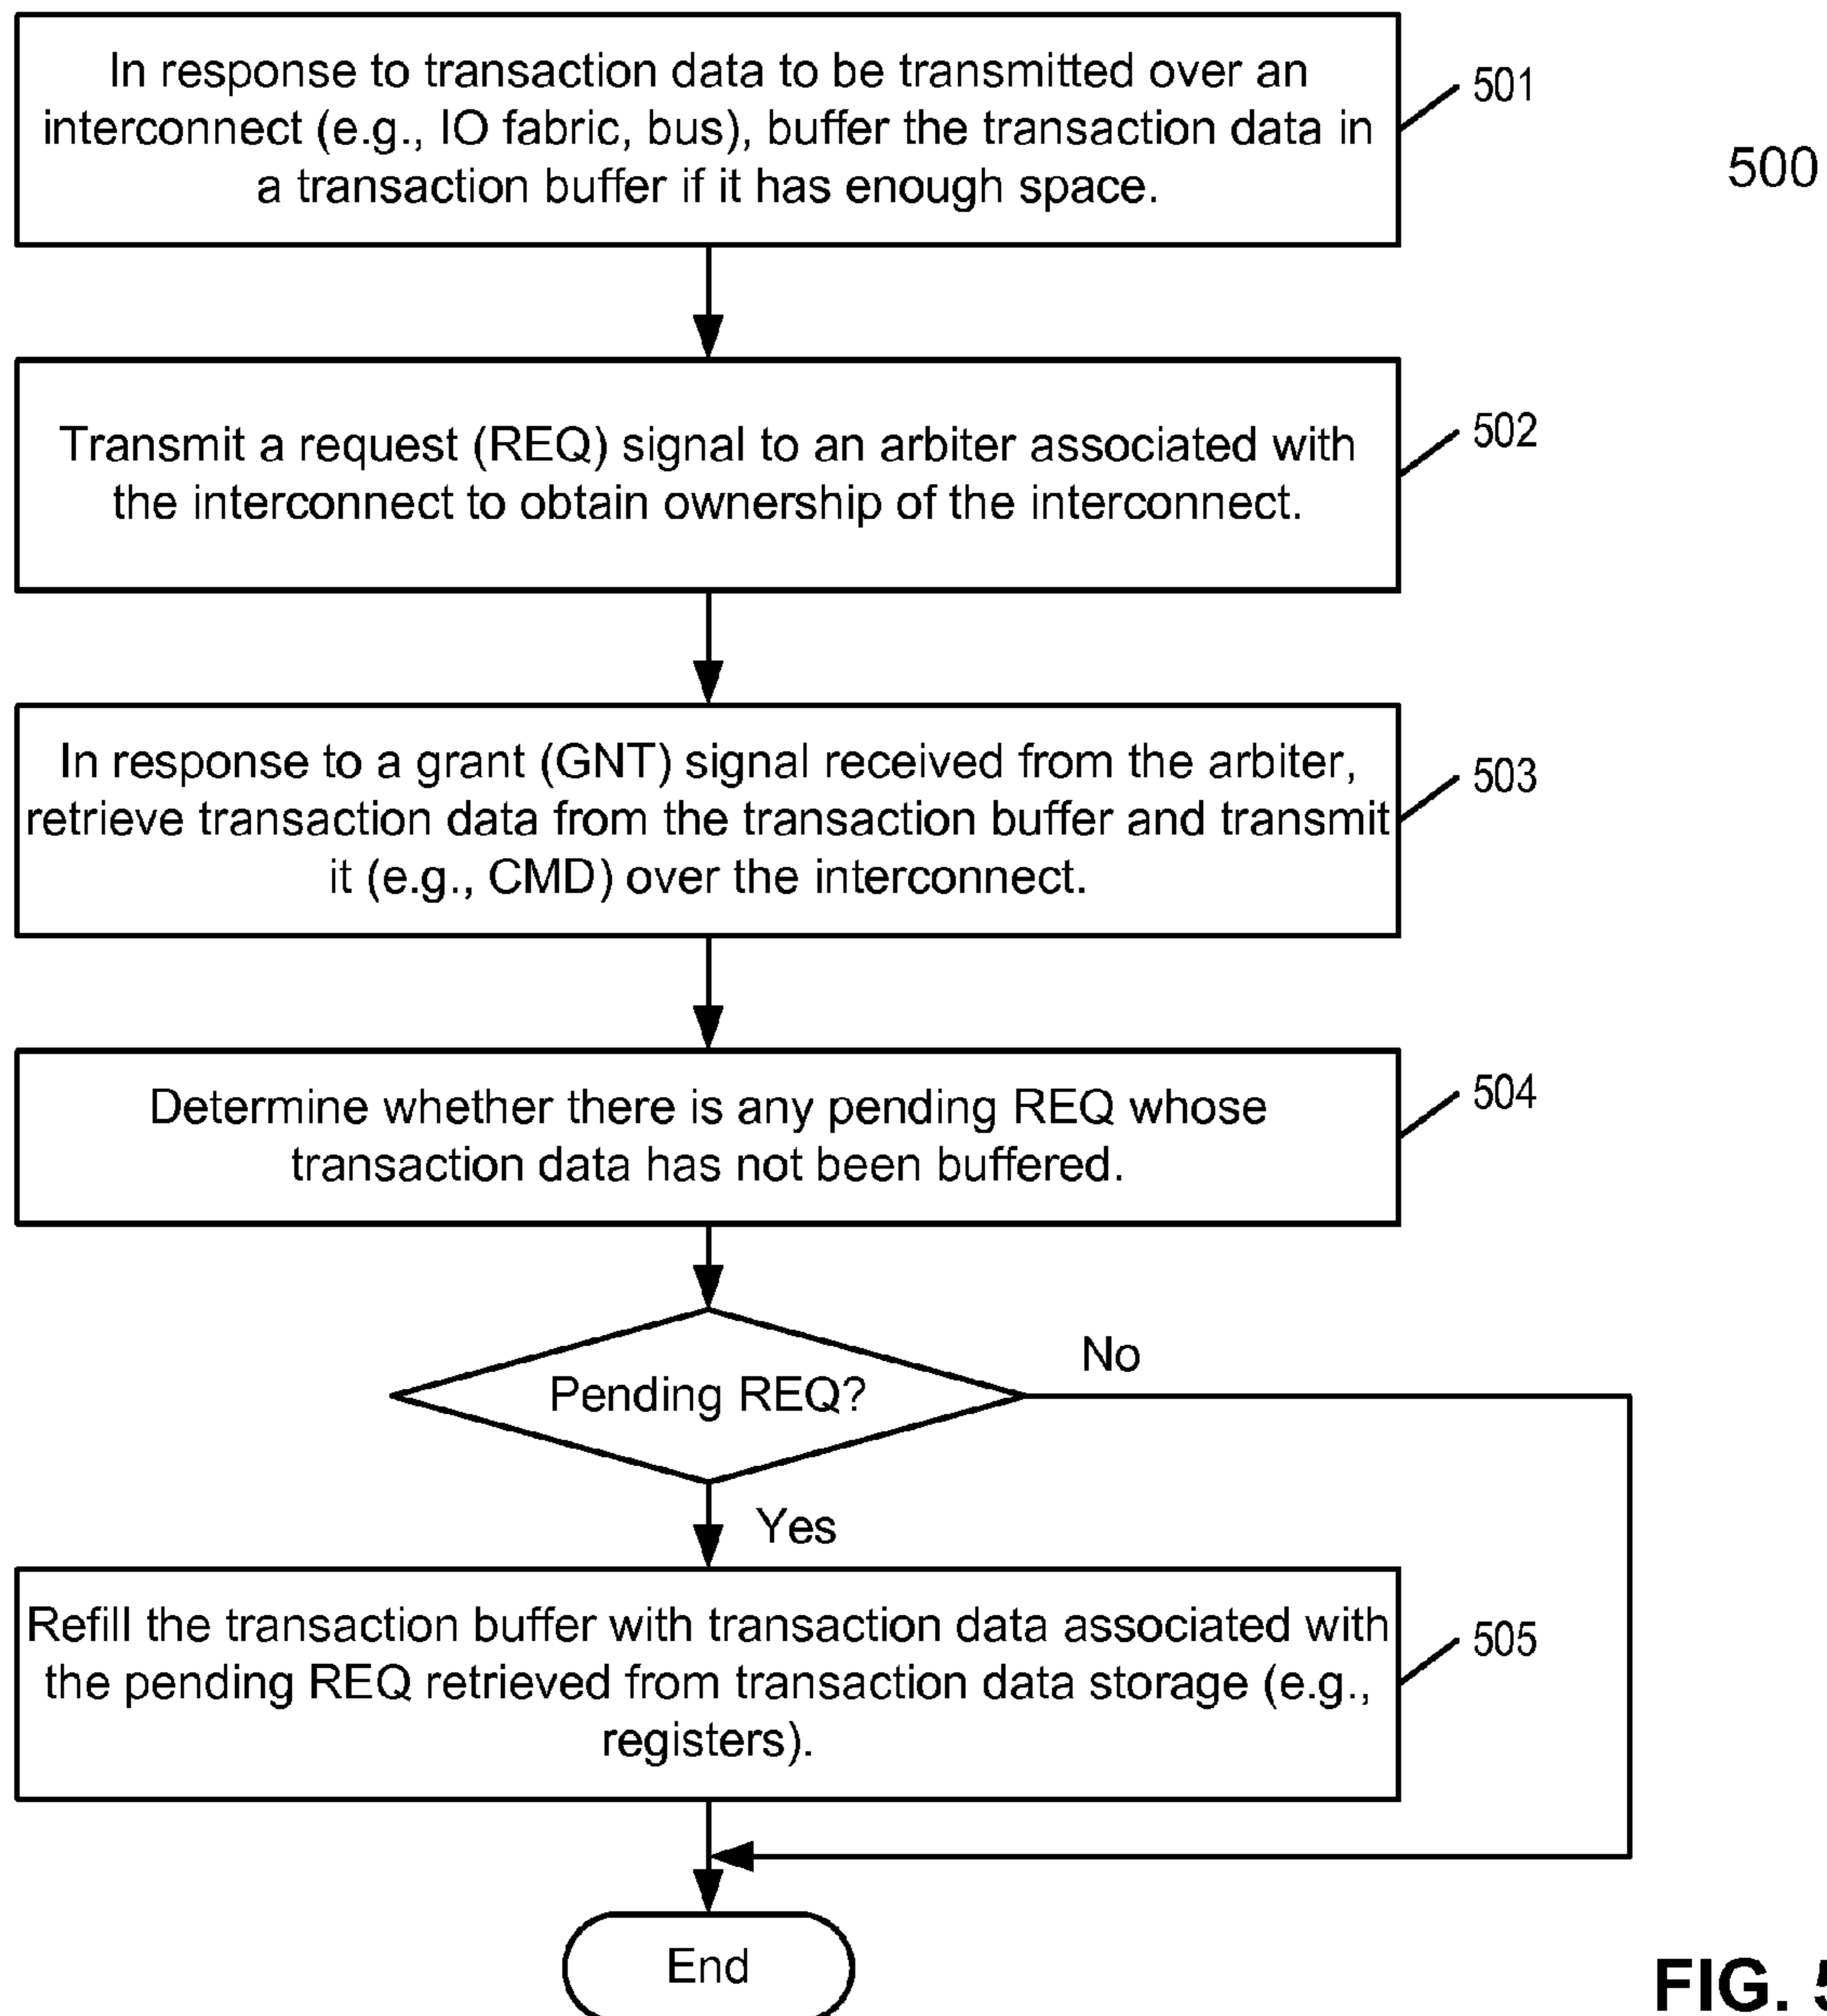 In response to transaction data to be transmitted over an
interconnect (e.g., IO fabric, bus), buffer the transaction data in
a transaction buffer if it has enough space.
501
500
Transmit a request (REQ) signal to an arbiter associated with
the interconnect to obtain ownership of the interconnect.
502
In response to a grant (GNT) signal received from the arbiter,
retrieve transaction data from the transaction buffer and transmit
it (e.g., CMD) over the interconnect.
503
Determine whether there is any pending REQ whose
transaction data has not been buffered.
504
Pending REQ?
No
Yes
Refill the transaction buffer with transaction data associated with
the pending REQ retrieved from transaction data storage (e.g.,
registers).
505
End
FIG. 5